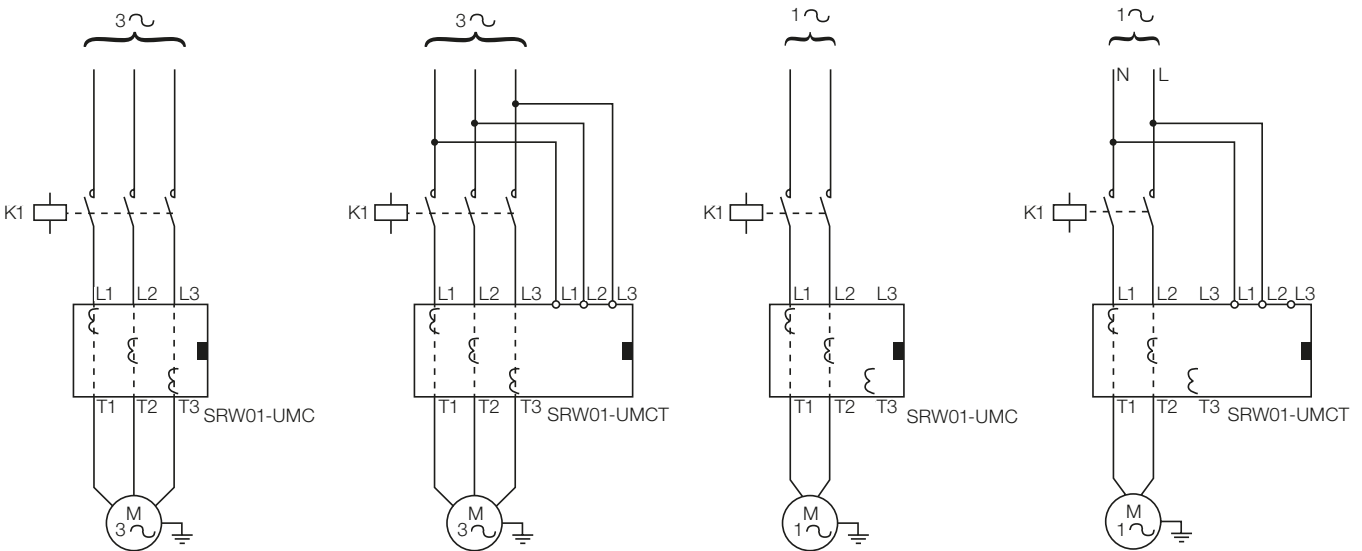 3
3
1
1
N L
K1
K1
K1
K1
L1 L2 L3
L1 L2 L3 L1 L2 L3
L1 L2 L3
L1 L2 L3 L1 L2 L3
T1 T2 T3
SRW01-UMC
T1 T2 T3
SRW01-UMCT
T1 T2 T3
SRW01-UMC
T1 T2 T3
SRW01-UMCT
M
3
M
3
M
1
M
1